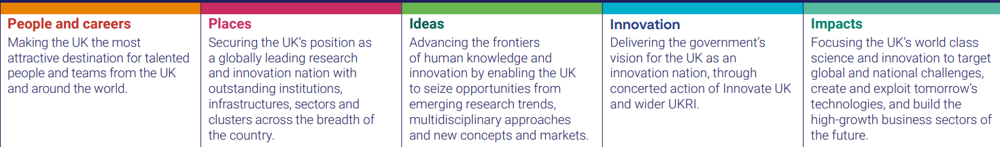 People and careers
Making the UK the most
attractive destination for talented
people and teams from the UK
and around the world.
Places
Securing the UK’s position as
a globally leading research
and innovation nation with
outstanding institutions,
infrastructures, sectors and
clusters across the breadth of
the country.
Ideas
Advancing the frontiers
of human knowledge and
innovation by enabling the UK
to seize opportunities from
emerging research trends,
multidisciplinary approaches
and new concepts and markets.
Innovation
Delivering the government’s
vision for the UK as an
innovation nation, through
concerted action of Innovate UK
and wider UKRI.
Impacts
Focusing the UK’s world class
science and innovation to target
global and national challenges,
create and exploit tomorrow’s
technologies, and build the
high-growth business sectors of
the future.